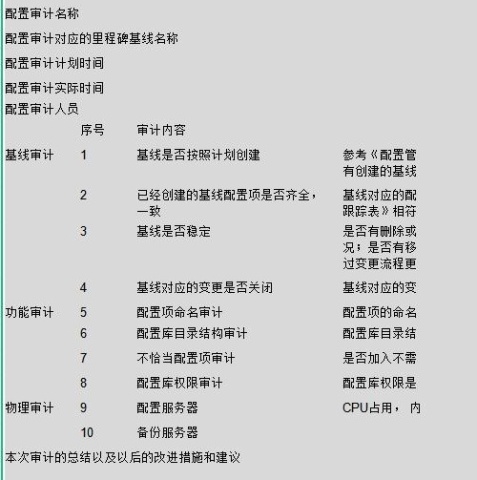 配置审计名称
配置审计对应的里程碑基线名称
配置审计计划时间
配置审计实际时间
配置审计人员
序号 审计内容
基线审计 1 基线是否按照计划创建 参考《配置管
有创建的基线
2 已经创建的基线配置项是否齐全， 基线对应的配
一致 跟踪表》相符
3 基线是否稳定 是否有删除或
况；是否有移
过变更流程更
4 基线对应的变更是否关闭 基线对应的变
功能审计 5 配置项命名审计 配置项的命名
6 配置库目录结构审计 配置库目录结
7 不恰当配置项审计 是否加入不需
8 配置库权限审计 配置库权限是
物理审计 9 配置服务器 CPU占用，内
10 备份服务器
本次审计的总结以及以后的改进措施和建议